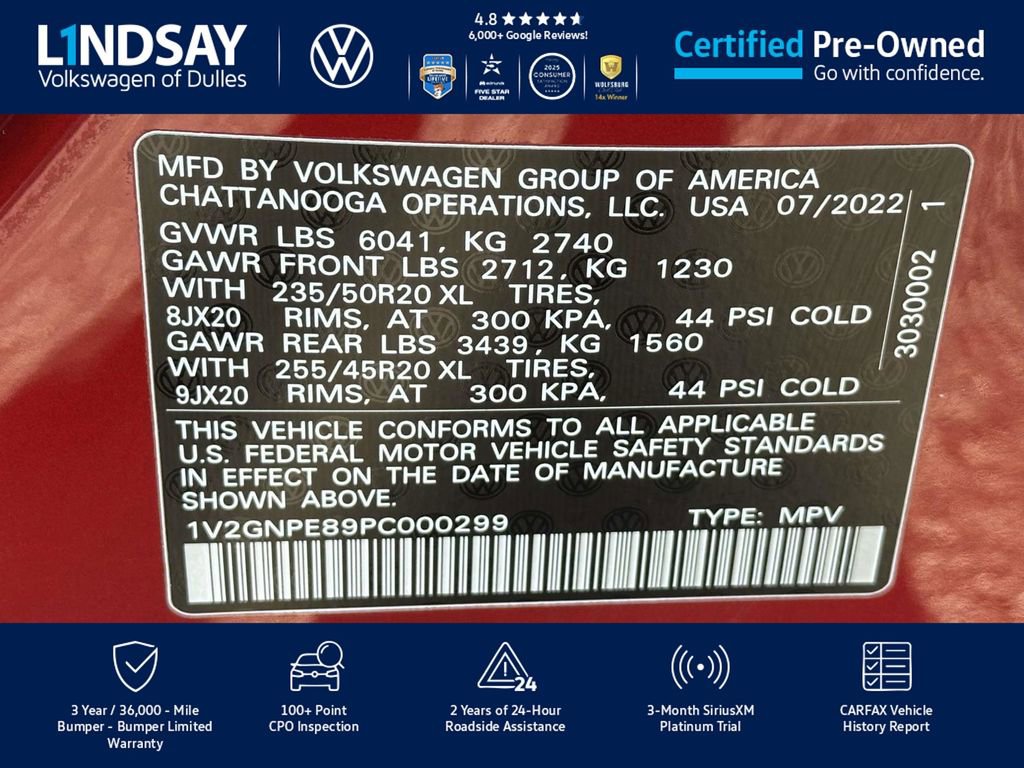 L1NDSAY
Volkswagen of Dulles
4.8
6,000+ Google Reviews!
FIVE STAR
DEALER
2025
CONSUMER
WOLFSBURG
14x Winner
Certified Pre-Owned
Go with confidence.
MFD BY VOLKSWAGEN GROUP OF AMERICA
CHATTANOOGA OPERATIONS, LLC. USA 07/2022
GVWR LBS 6041, KG 2740
GAWR FRONT LBS 2712, KG 1230
WITH 235/50R20 XL TIRES,
8JX20 RIMS, AT 300 KPA, 44 PSI COLD
GAWR REAR LBS 3439, KG 1560
WITH 255/45R20 XL TIRES,
9JX20 RIMS, AT 300 KPA, 44 PSI COLD
3030002 1
THIS VEHICLE CONFORMS TO ALL APPLICABLE
U.S. FEDERAL MOTOR VEHICLE SAFETY STANDARDS
IN EFFECT ON THE DATE OF MANUFACTURE
SHOWN ABOVE.
1V2GNPE89PC000299 TYPE: MPV
24
3 Year / 36,000 - Mile
Bumper - Bumper Limited
Warranty
100+ Point
CPO Inspection
2 Years of 24-Hour
Roadside Assistance
3-Month SiriusXM
Platinum Trial
CARFAX Vehicle
History Report